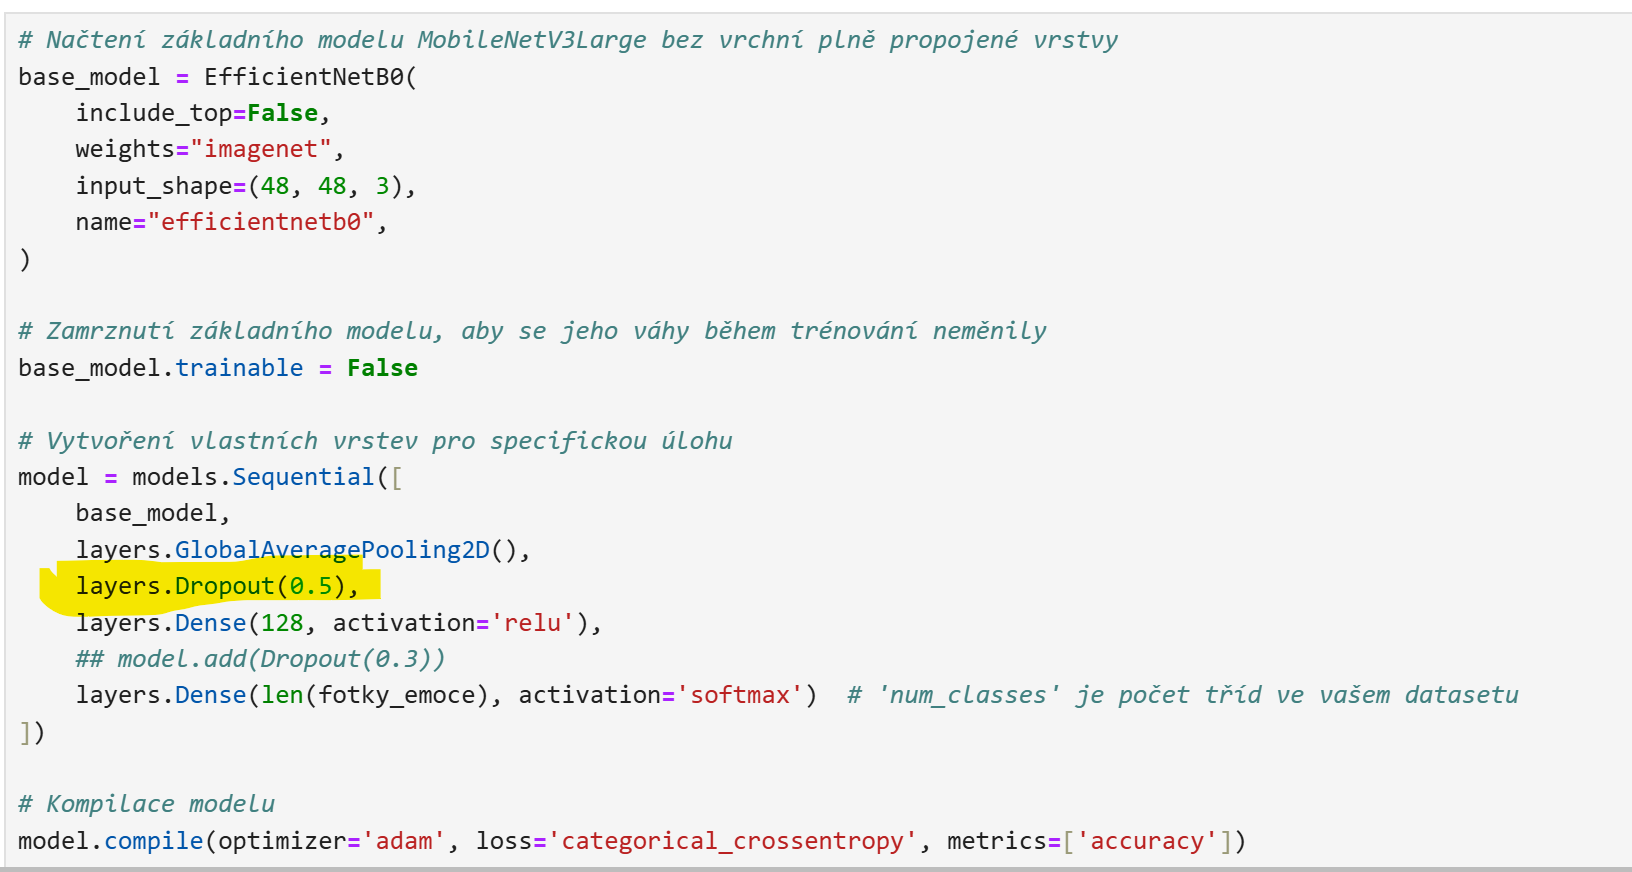 # Načtení základního modelu MobileNetV3Large bez vrchní plně propojené vrstvy
base_model = EfficientNetB0(
    include_top=False,
    weights="imagenet",
    input_shape=(48, 48, 3),
    name="efficientnetb0",
)
# Zamrznutí základního modelu, aby se jeho váhy během trénování neměnily
base_model.trainable = False
# Vytvoření vlastních vrstev pro specifickou úlohu
model = models.Sequential([
    base_model,
    layers.GlobalAveragePooling2D(),
    layers.Dropout(0.5),
    layers.Dense(128, activation='relu'),
    ## model.add(Dropout(0.3))
    layers.Dense(len(fotky_emoce), activation='softmax')  # 'num_classes' je počet tříd ve vašem datasetu
])
# Kompilace modelu
model.compile(optimizer='adam', loss='categorical_crossentropy', metrics=['accuracy'])